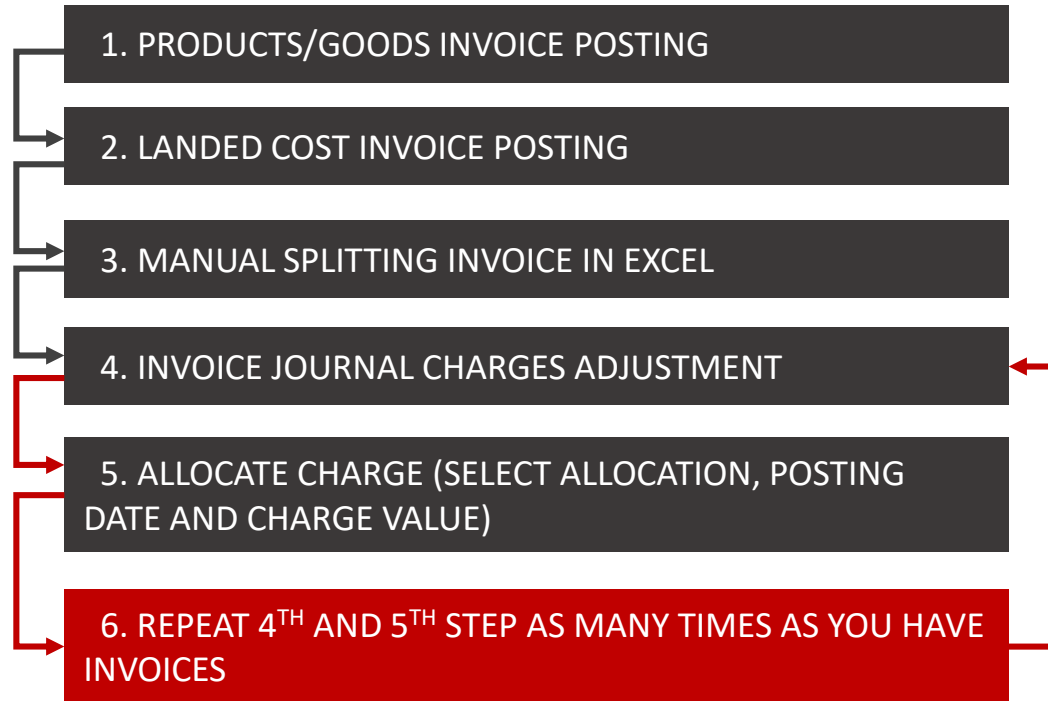 1. PRODUCTS/GOODS INVOICE POSTING
2. LANDED COST INVOICE POSTING
3. MANUAL SPLITTING INVOICE IN EXCEL
4. INVOICE JOURNAL CHARGES ADJUSTMENT
5. ALLOCATE CHARGE (SELECT ALLOCATION, POSTING
DATE AND CHARGE VALUE)
6. REPEAT 4TH AND 5TH STEP AS MANY TIMES AS YOU HAVE
INVOICES